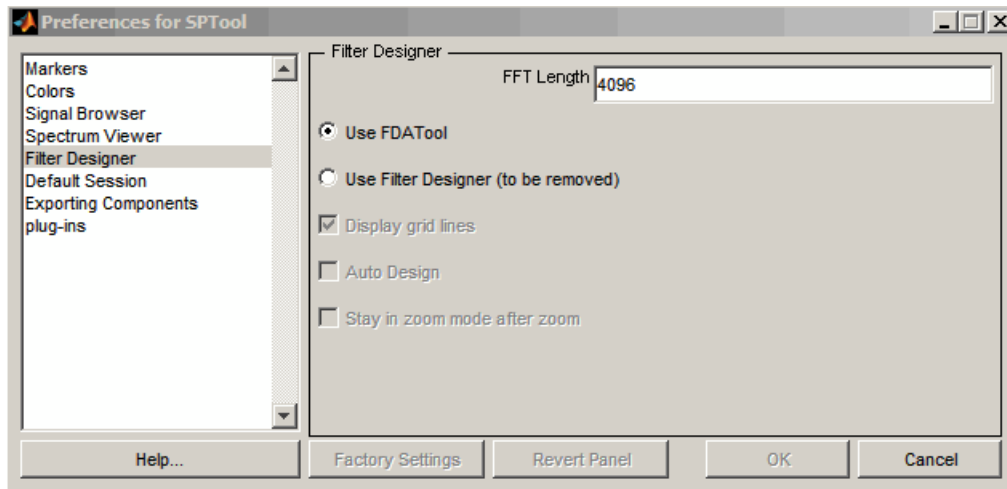 Preferences for SPTool
Markers
Colors
Signal Browser
Spectrum Viewer
Filter Designer
Default Session
Exporting Components
plug-ins
Filter Designer
FFT Length 4096
Use FDATool
Use Filter Designer (to be removed)
Display grid lines
Auto Design
Stay in zoom mode after zoom
Help...
Factory Settings
Revert Panel
OK
Cancel